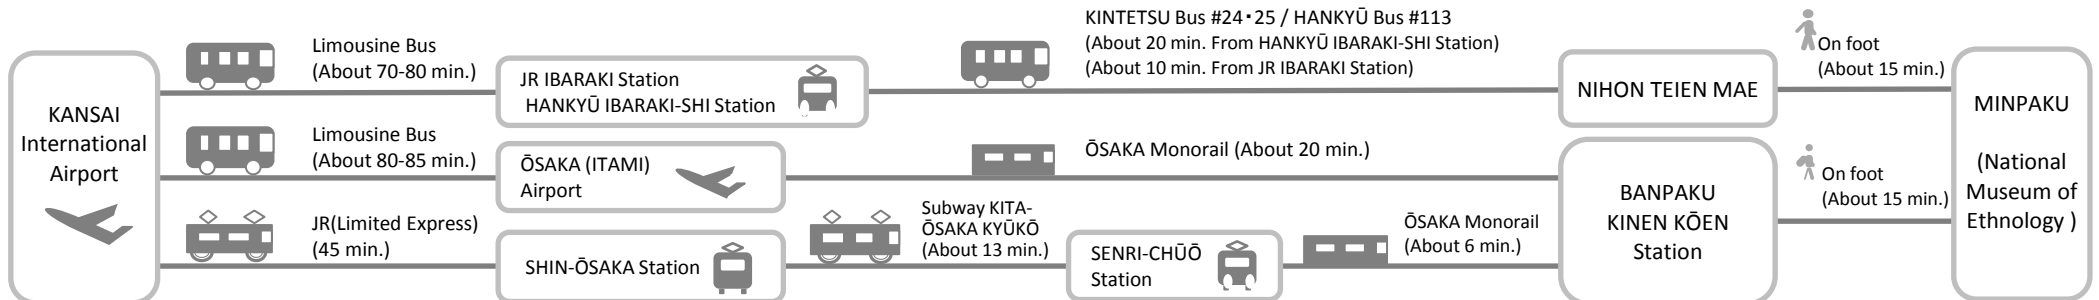 KANSAI
International
Airport
Limousine Bus
(About 70-80 min.)
JR IBARAKI Station
HANKYŪ IBARAKI-SHI Station
KINTETSU Bus #24・25 / HANKYŪ Bus #113
(About 20 min. From HANKYŪ IBARAKI-SHI Station)
(About 10 min. From JR IBARAKI Station)
NIHON TEIEN MAE
On foot
(About 15 min.)
Limousine Bus
(About 80-85 min.)
ŌSAKA (ITAMI)
Airport
ŌSAKA Monorail (About 20 min.)
JR(Limited Express)
(45 min.)
SHIN-ŌSAKA Station
Subway KITA-
ŌSAKA KYŪKŌ
(About 13 min.)
SENRI-CHŪŌ
Station
ŌSAKA Monorail
(About 6 min.)
BANPAKU
KINEN KŌEN
Station
On foot
(About 15 min.)
MINPAKU
(National
Museum of
Ethnology )